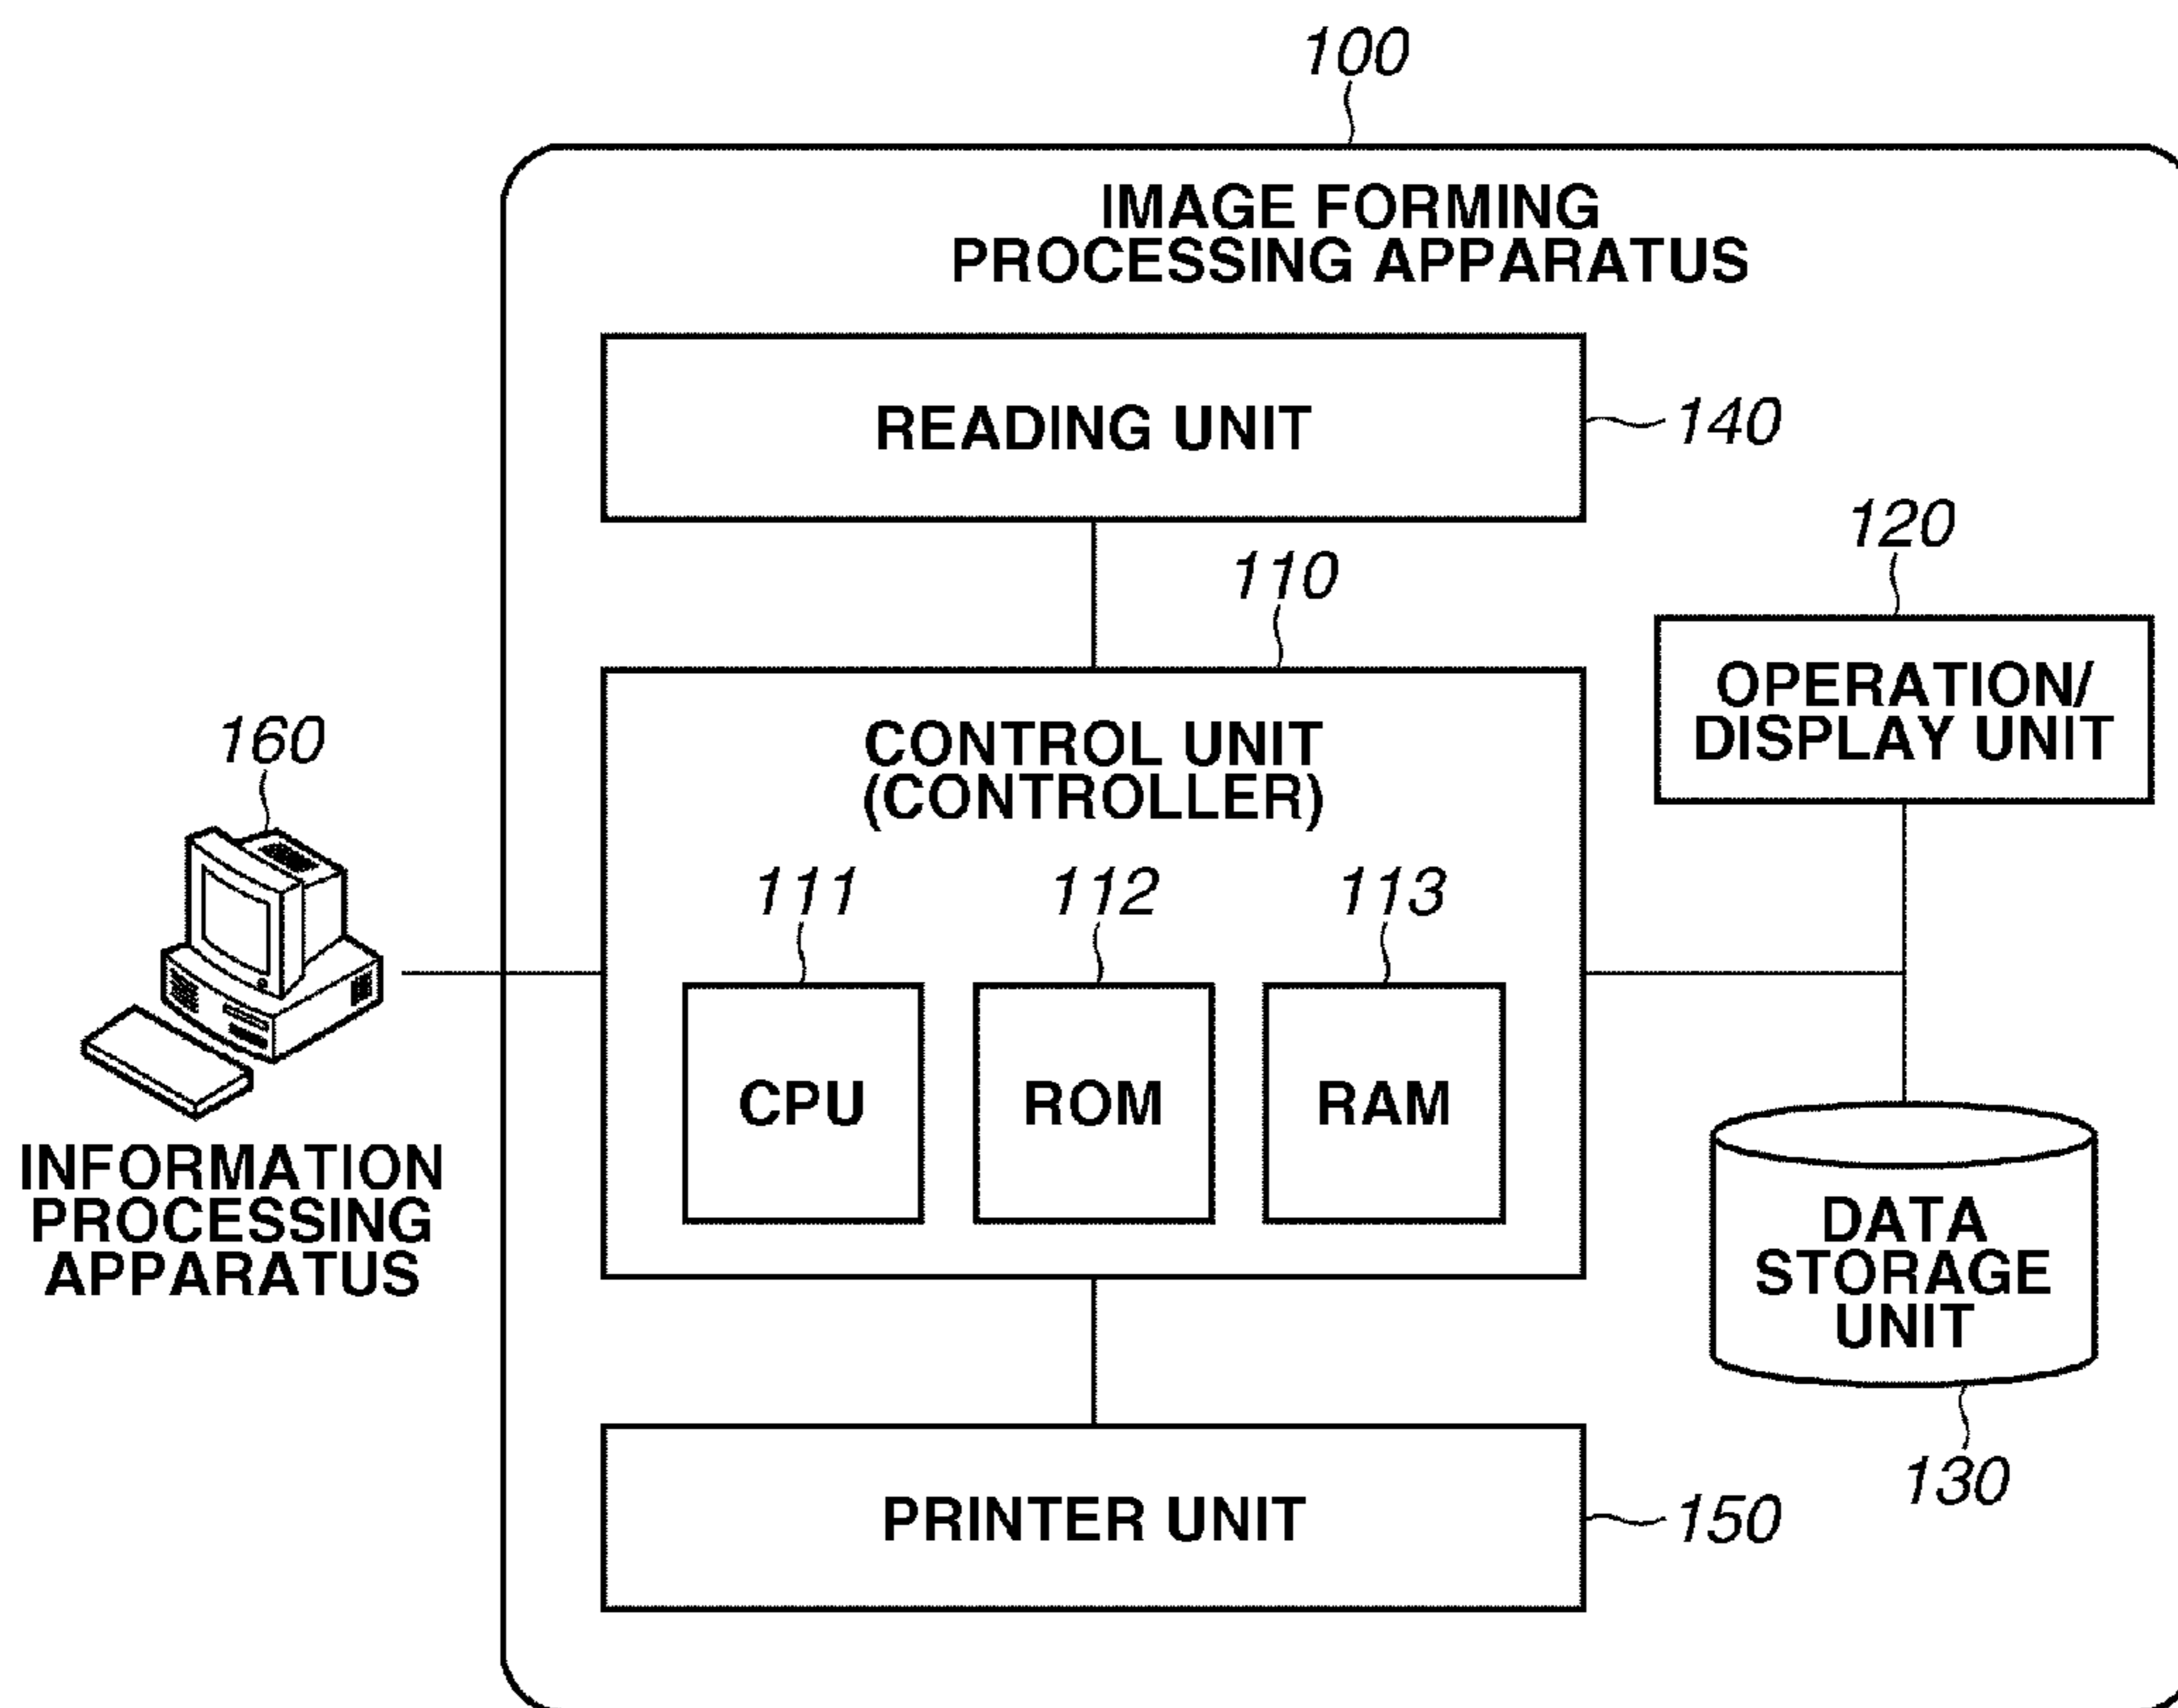 100
IMAGE FORMING
PROCESSING APPARATUS
READING UNIT
140
110
120
OPERATION/
DISPLAY UNIT
CONTROL UNIT
(CONTROLLER)
160
111
112
113
CPU
ROM
RAM
INFORMATION
PROCESSING
APPARATUS
DATA
STORAGE
UNIT
130
PRINTER UNIT
150